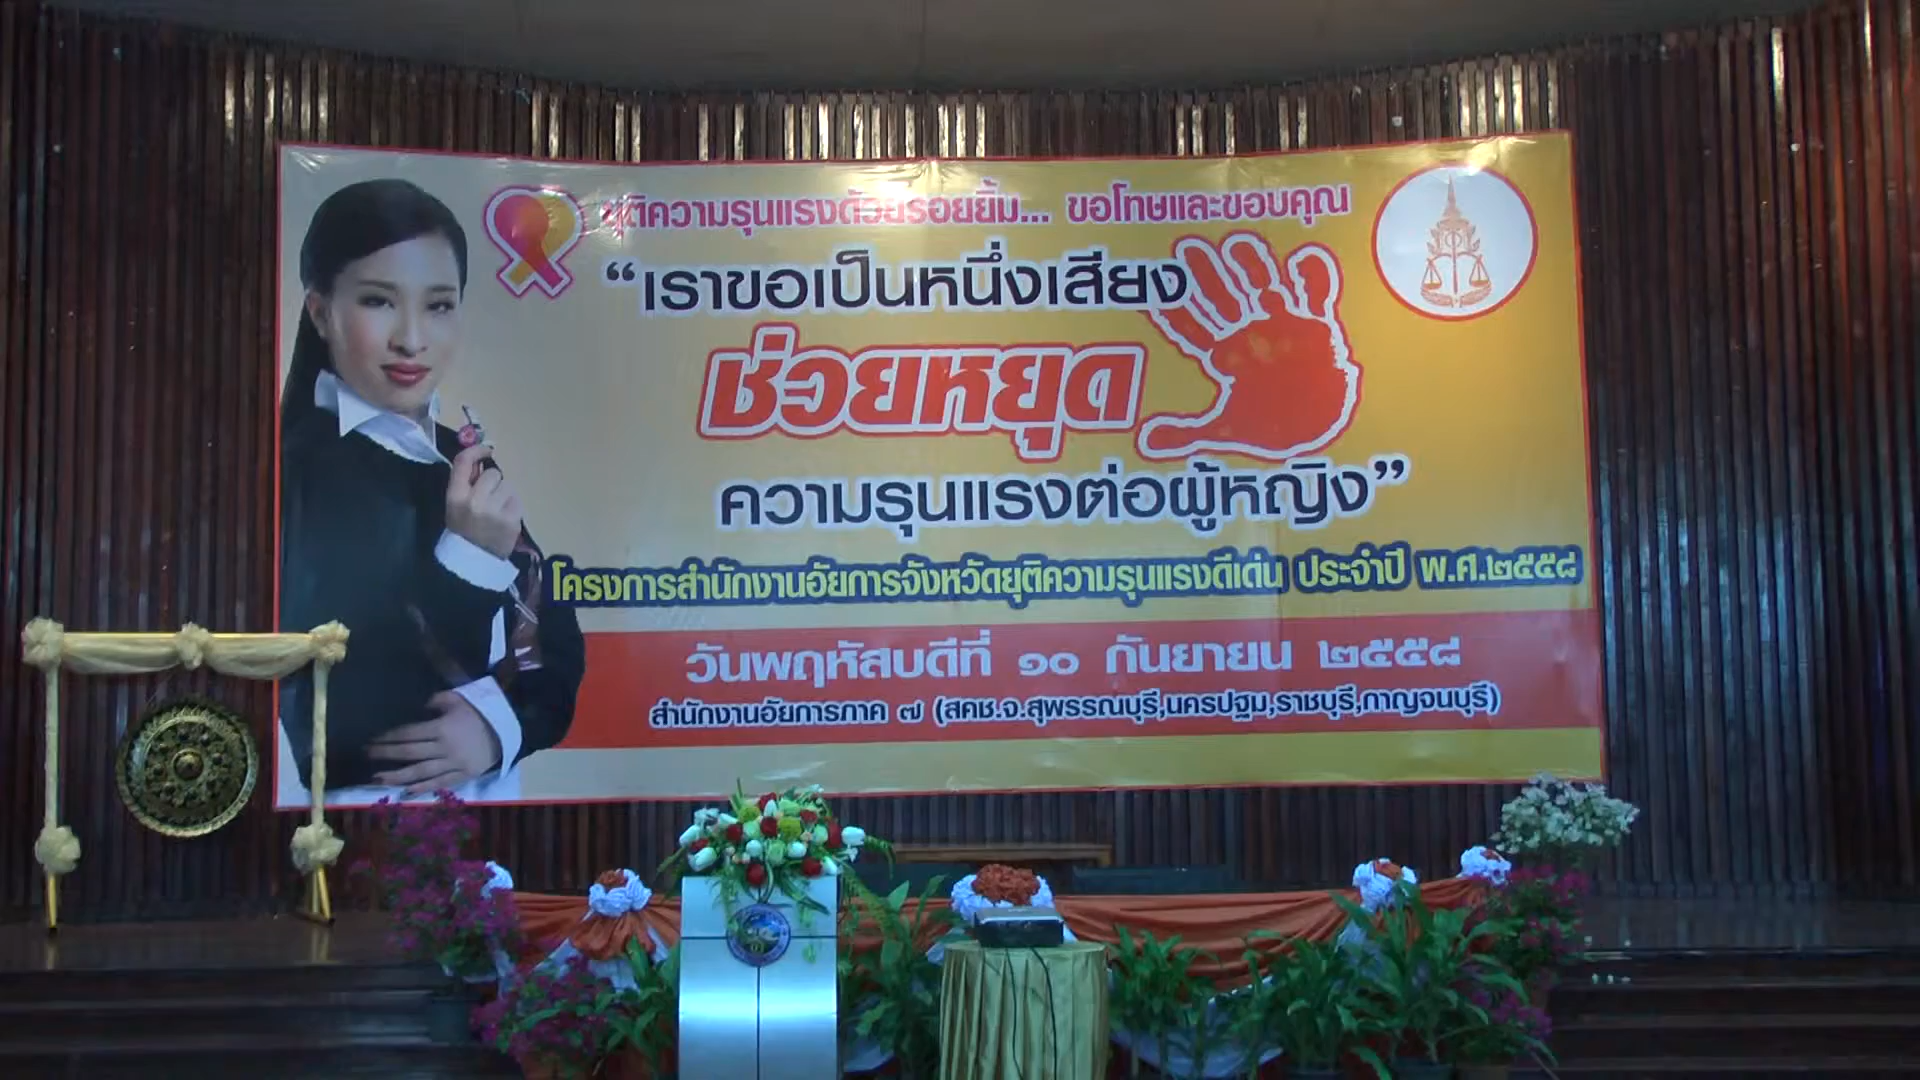 ยุติความรุนแรงด้วยรอยยิ้ม... ขอโทษและขอบคุณ
“เราขอเป็นหนึ่งเสียง
ช่วยหยุด
ความรุนแรงต่อผู้หญิง”
โครงการสำนักงานอัยการจังหวัดยุติความรุนแรงดีเด่น ประจำปี พ.ศ.๒๕๕๘
วันพฤหัสบดีที่ ๑๐ กันยายน ๒๕๕๘
สำนักงานอัยการภาค ๗ (สคช.จ.สุพรรณบุรี,นครปฐม,ราชบุรี,กาญจนบุรี)